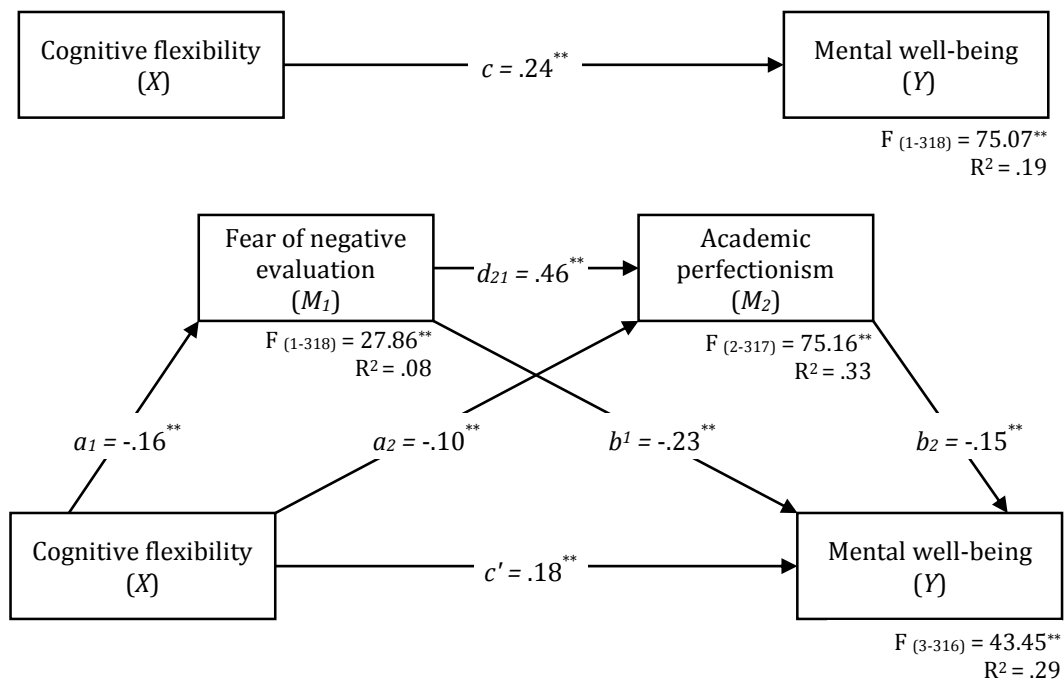 Cognitive flexibility
(X)
c = .24**
Mental well-being
(Y)
F (1-318) = 75.07**
R² = .19
Fear of negative
evaluation
(M₁)
d₂₁ = .46**
Academic
perfectionism
(M₂)
F (1-318) = 27.86**
R² = .08
F (2-317) = 75.16**
R² = .33
a₁ = -.16**
a₂ = -.10**
b¹ = -.23**
b₂ = -.15**
Cognitive flexibility
(X)
c' = .18**
Mental well-being
(Y)
F (3-316) = 43.45**
R² = .29